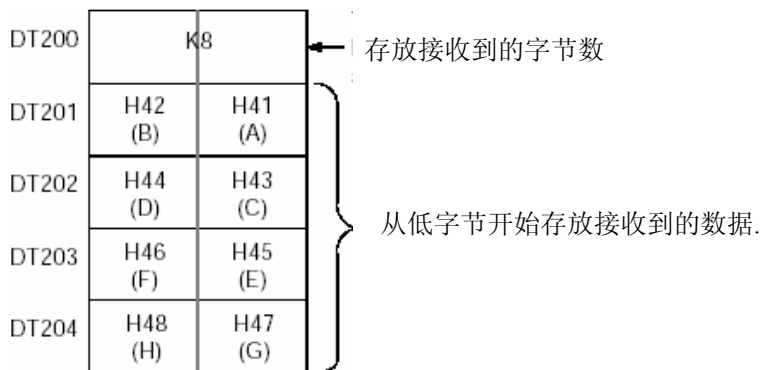 DT200 K8 存放接收到的字节数
DT201 H42 H41
(B) (A)
DT202 H44 H43
(D) (C)
从低字节开始存放接收到的数据.
DT203 H46 H45
(F) (E)
DT204 H48 H47
(H) (G)